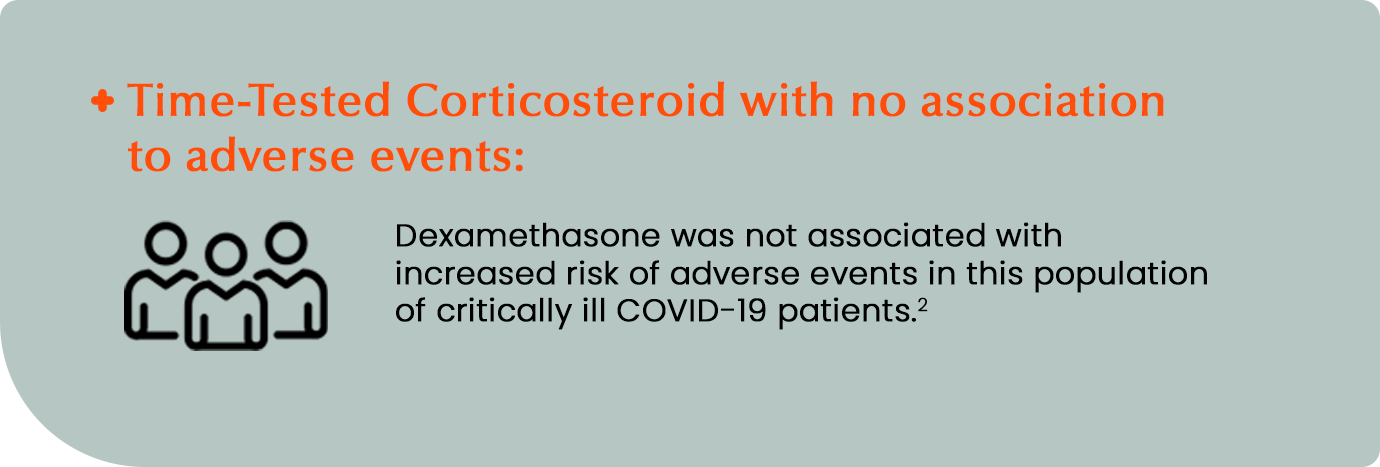 + Time-Tested Corticosteroid with no association
to adverse events:
Dexamethasone was not associated with
increased risk of adverse events in this population
of critically ill COVID-19 patients.²